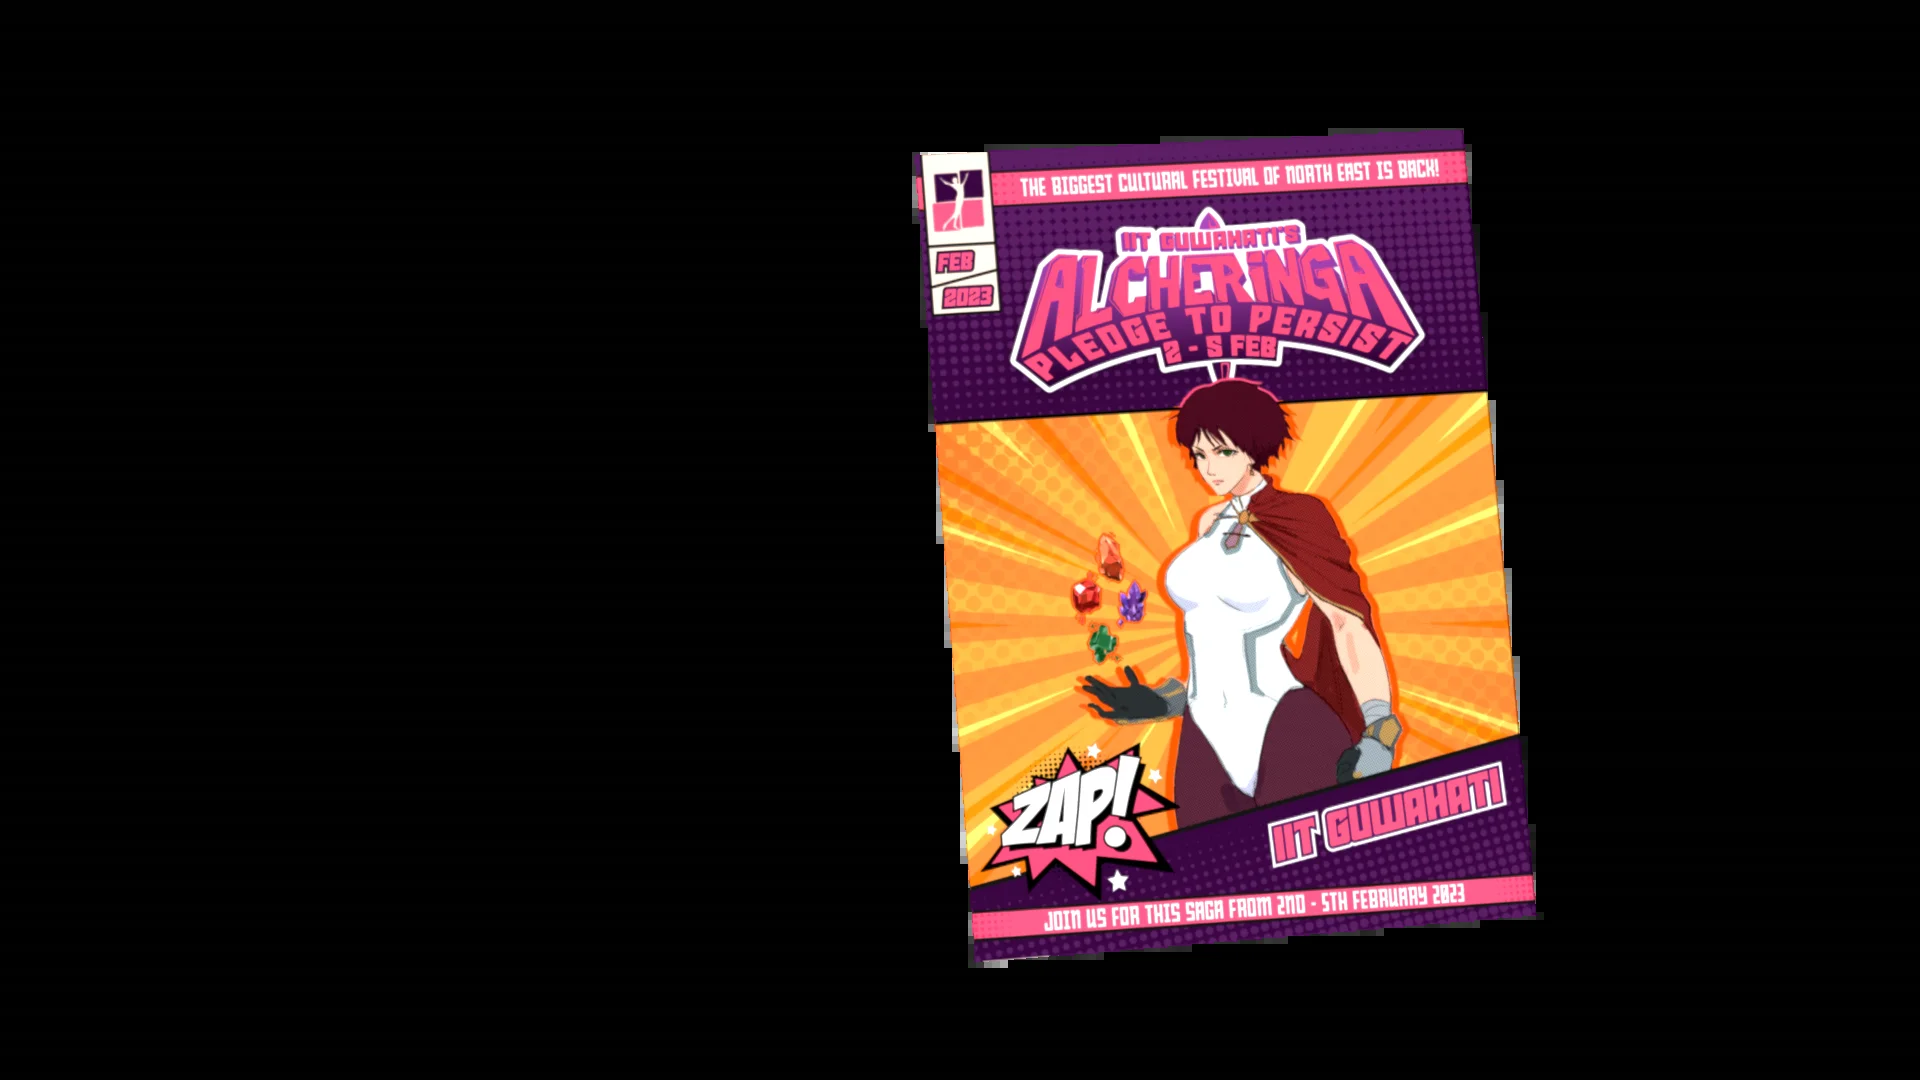 THE BIGGEST CULTURAL FESTIVAL OF NORTH EAST IS BACK!
FEB
2023
IIT GUWAHATI'S
ALCHERINGA
PLEDGE TO PERSIST
2 - 5 FEB
ZAP!
IIT GUWAHATI
JOIN US FOR THIS SAGA FROM 2ND - 5TH FEBRUARY 2023